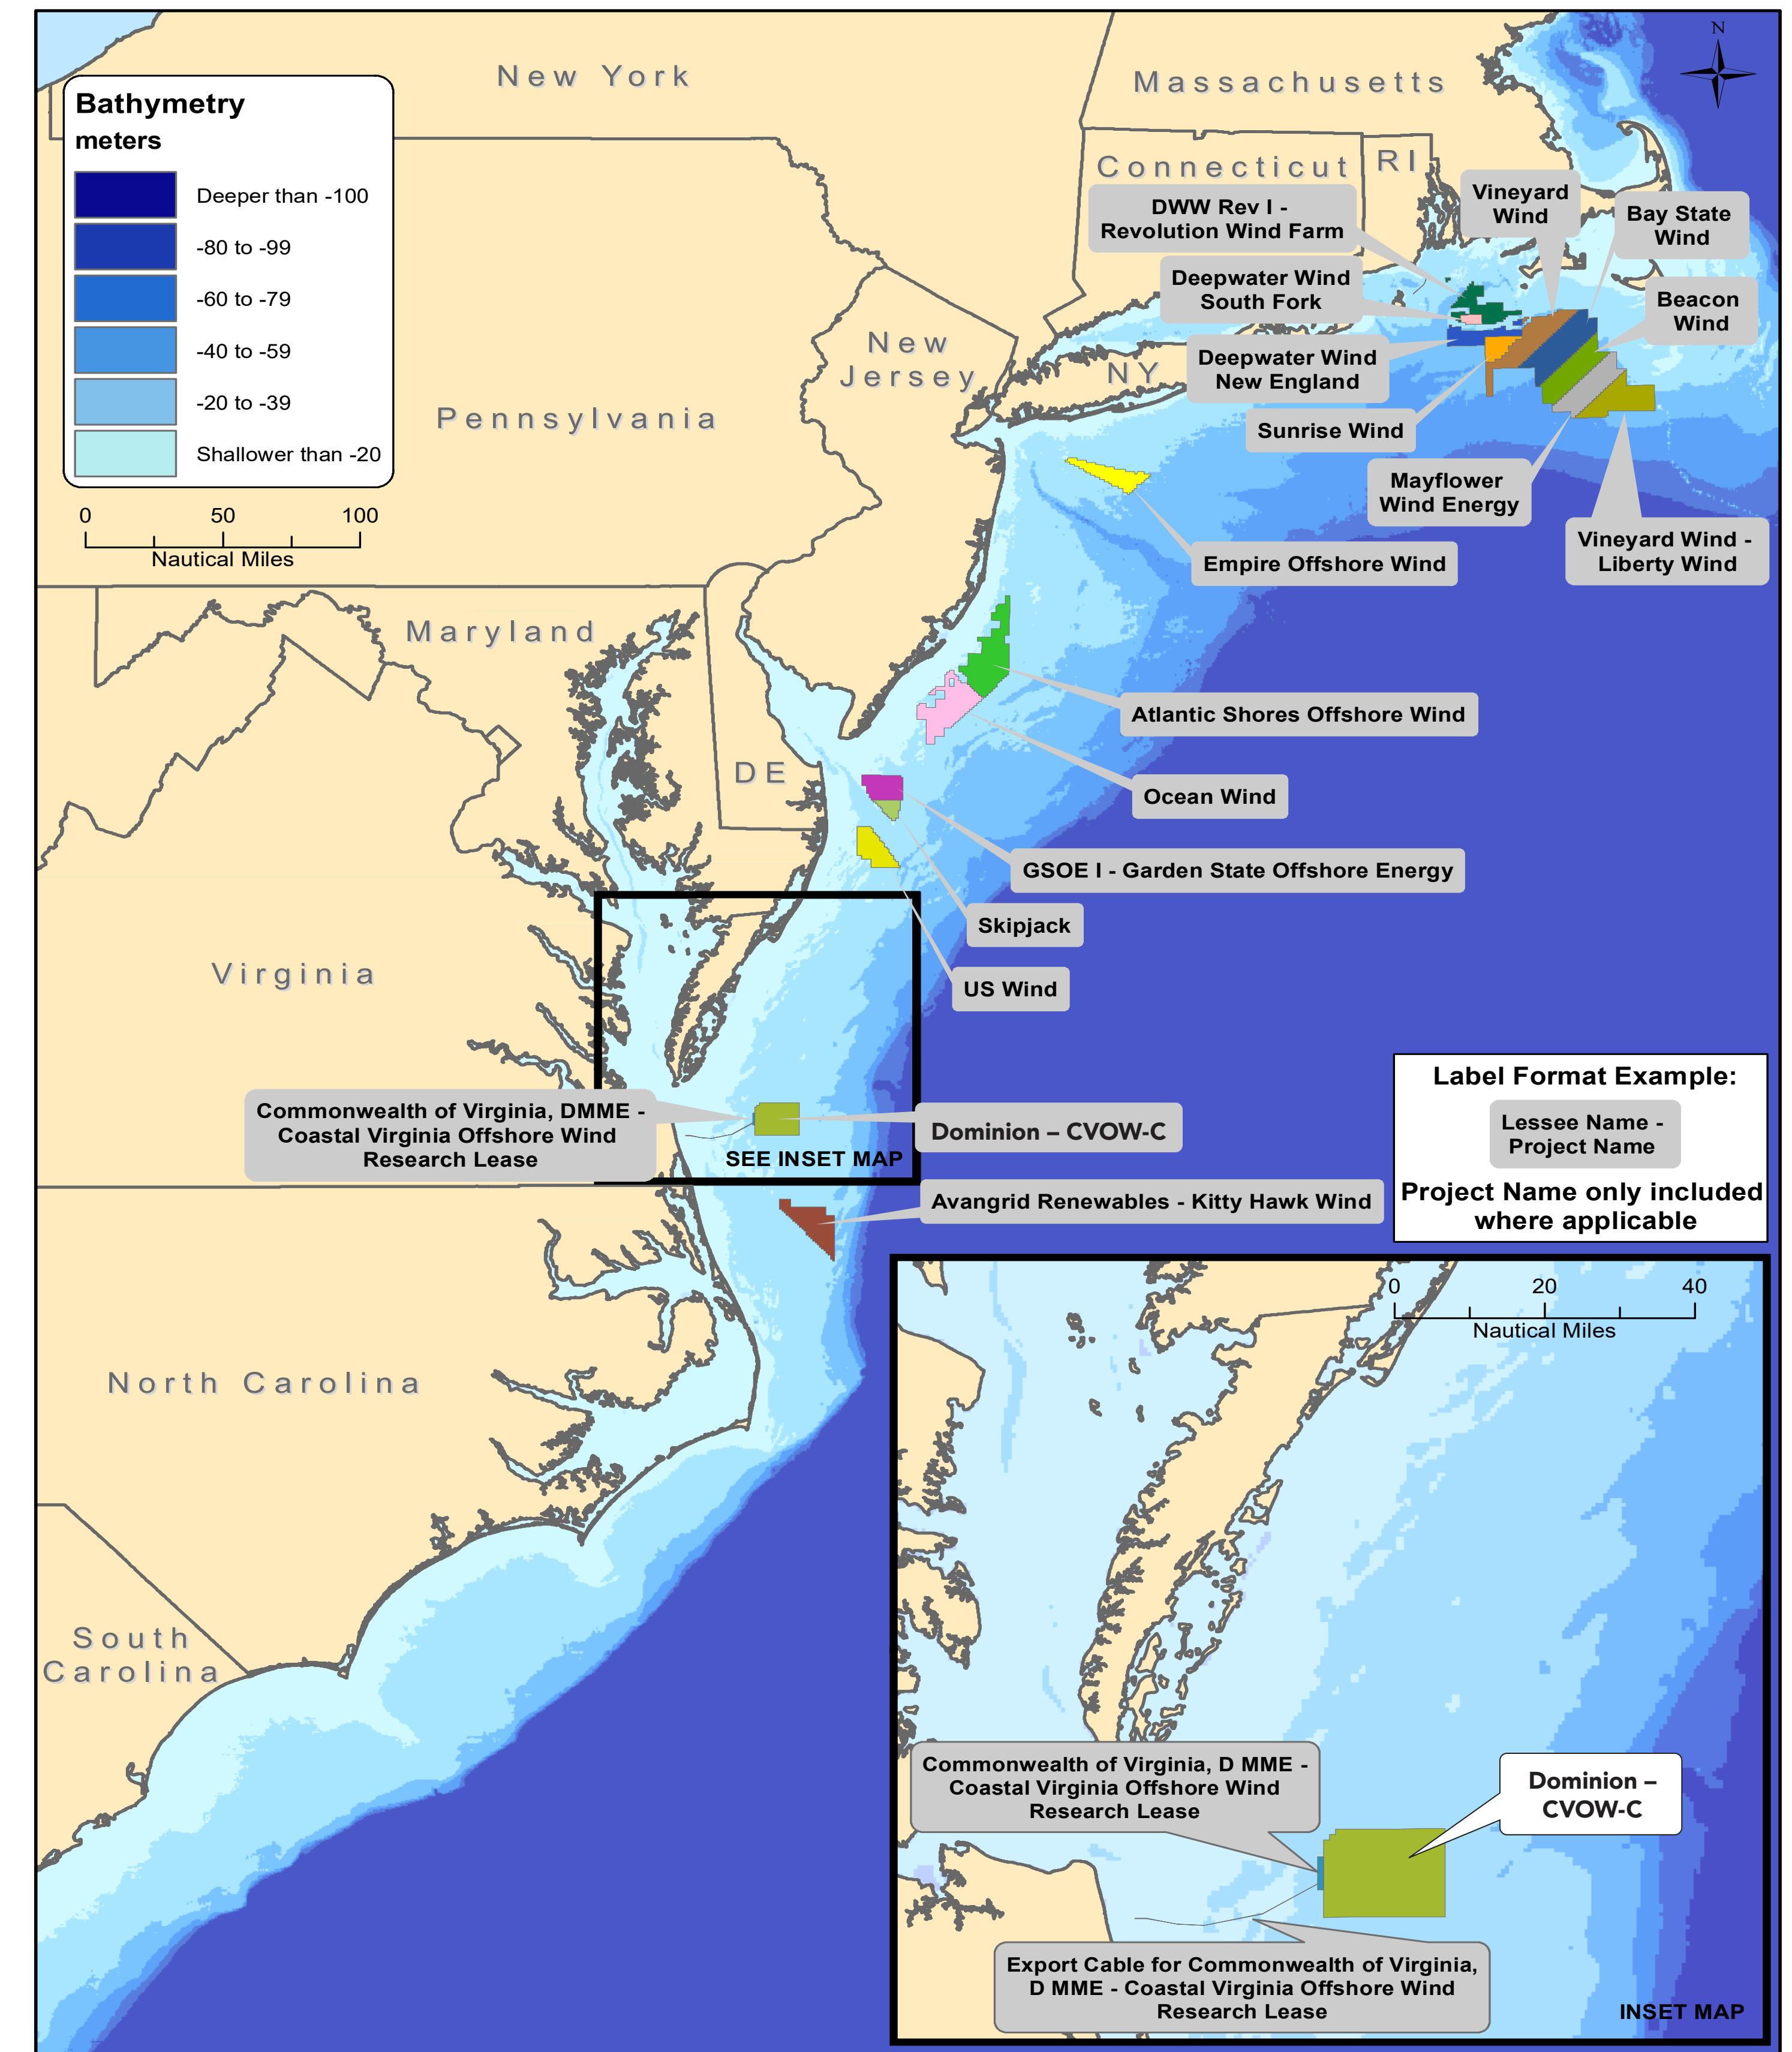 N
New York
Massachusetts
Bathymetry
meters
Deeper than -100
-80 to -99
-60 to -79
-40 to -59
-20 to -39
Shallower than -20
0 50 100
Nautical Miles
Connecticut
RI
DWW Rev I -
Revolution Wind Farm
Vineyard
Wind
Bay State
Wind
Deepwater Wind
South Fork
Beacon
Wind
New
Jersey
NY
Deepwater Wind
New England
Pennsylvania
Sunrise Wind
Mayflower
Wind Energy
Vineyard Wind -
Liberty Wind
Empire Offshore Wind
Maryland
Atlantic Shores Offshore Wind
DE
Ocean Wind
GSOE I - Garden State Offshore Energy
Skipjack
Virginia
US Wind
Commonwealth of Virginia, DMME -
Coastal Virginia Offshore Wind
Research Lease
Dominion – CVOW-C
SEE INSET MAP
Avangrid Renewables - Kitty Hawk Wind
Label Format Example:
Lessee Name -
Project Name
Project Name only included
where applicable
North Carolina
South
Carolina
0 20 40
Nautical Miles
Commonwealth of Virginia, D MME -
Coastal Virginia Offshore Wind
Research Lease
Dominion –
CVOW-C
Export Cable for Commonwealth of Virginia,
D MME - Coastal Virginia Offshore Wind
Research Lease
INSET MAP